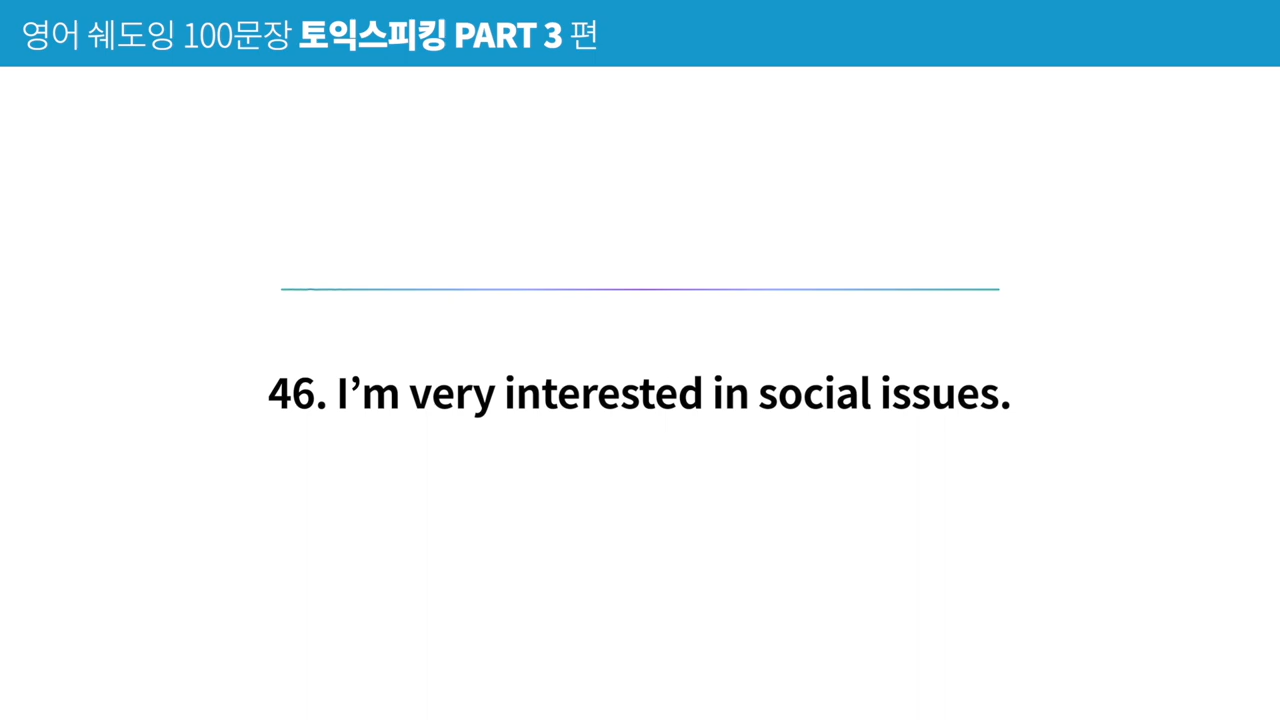 영어 쉐도잉 100문장 토익스피킹 PART 3 편
46. I’m very interested in social issues.